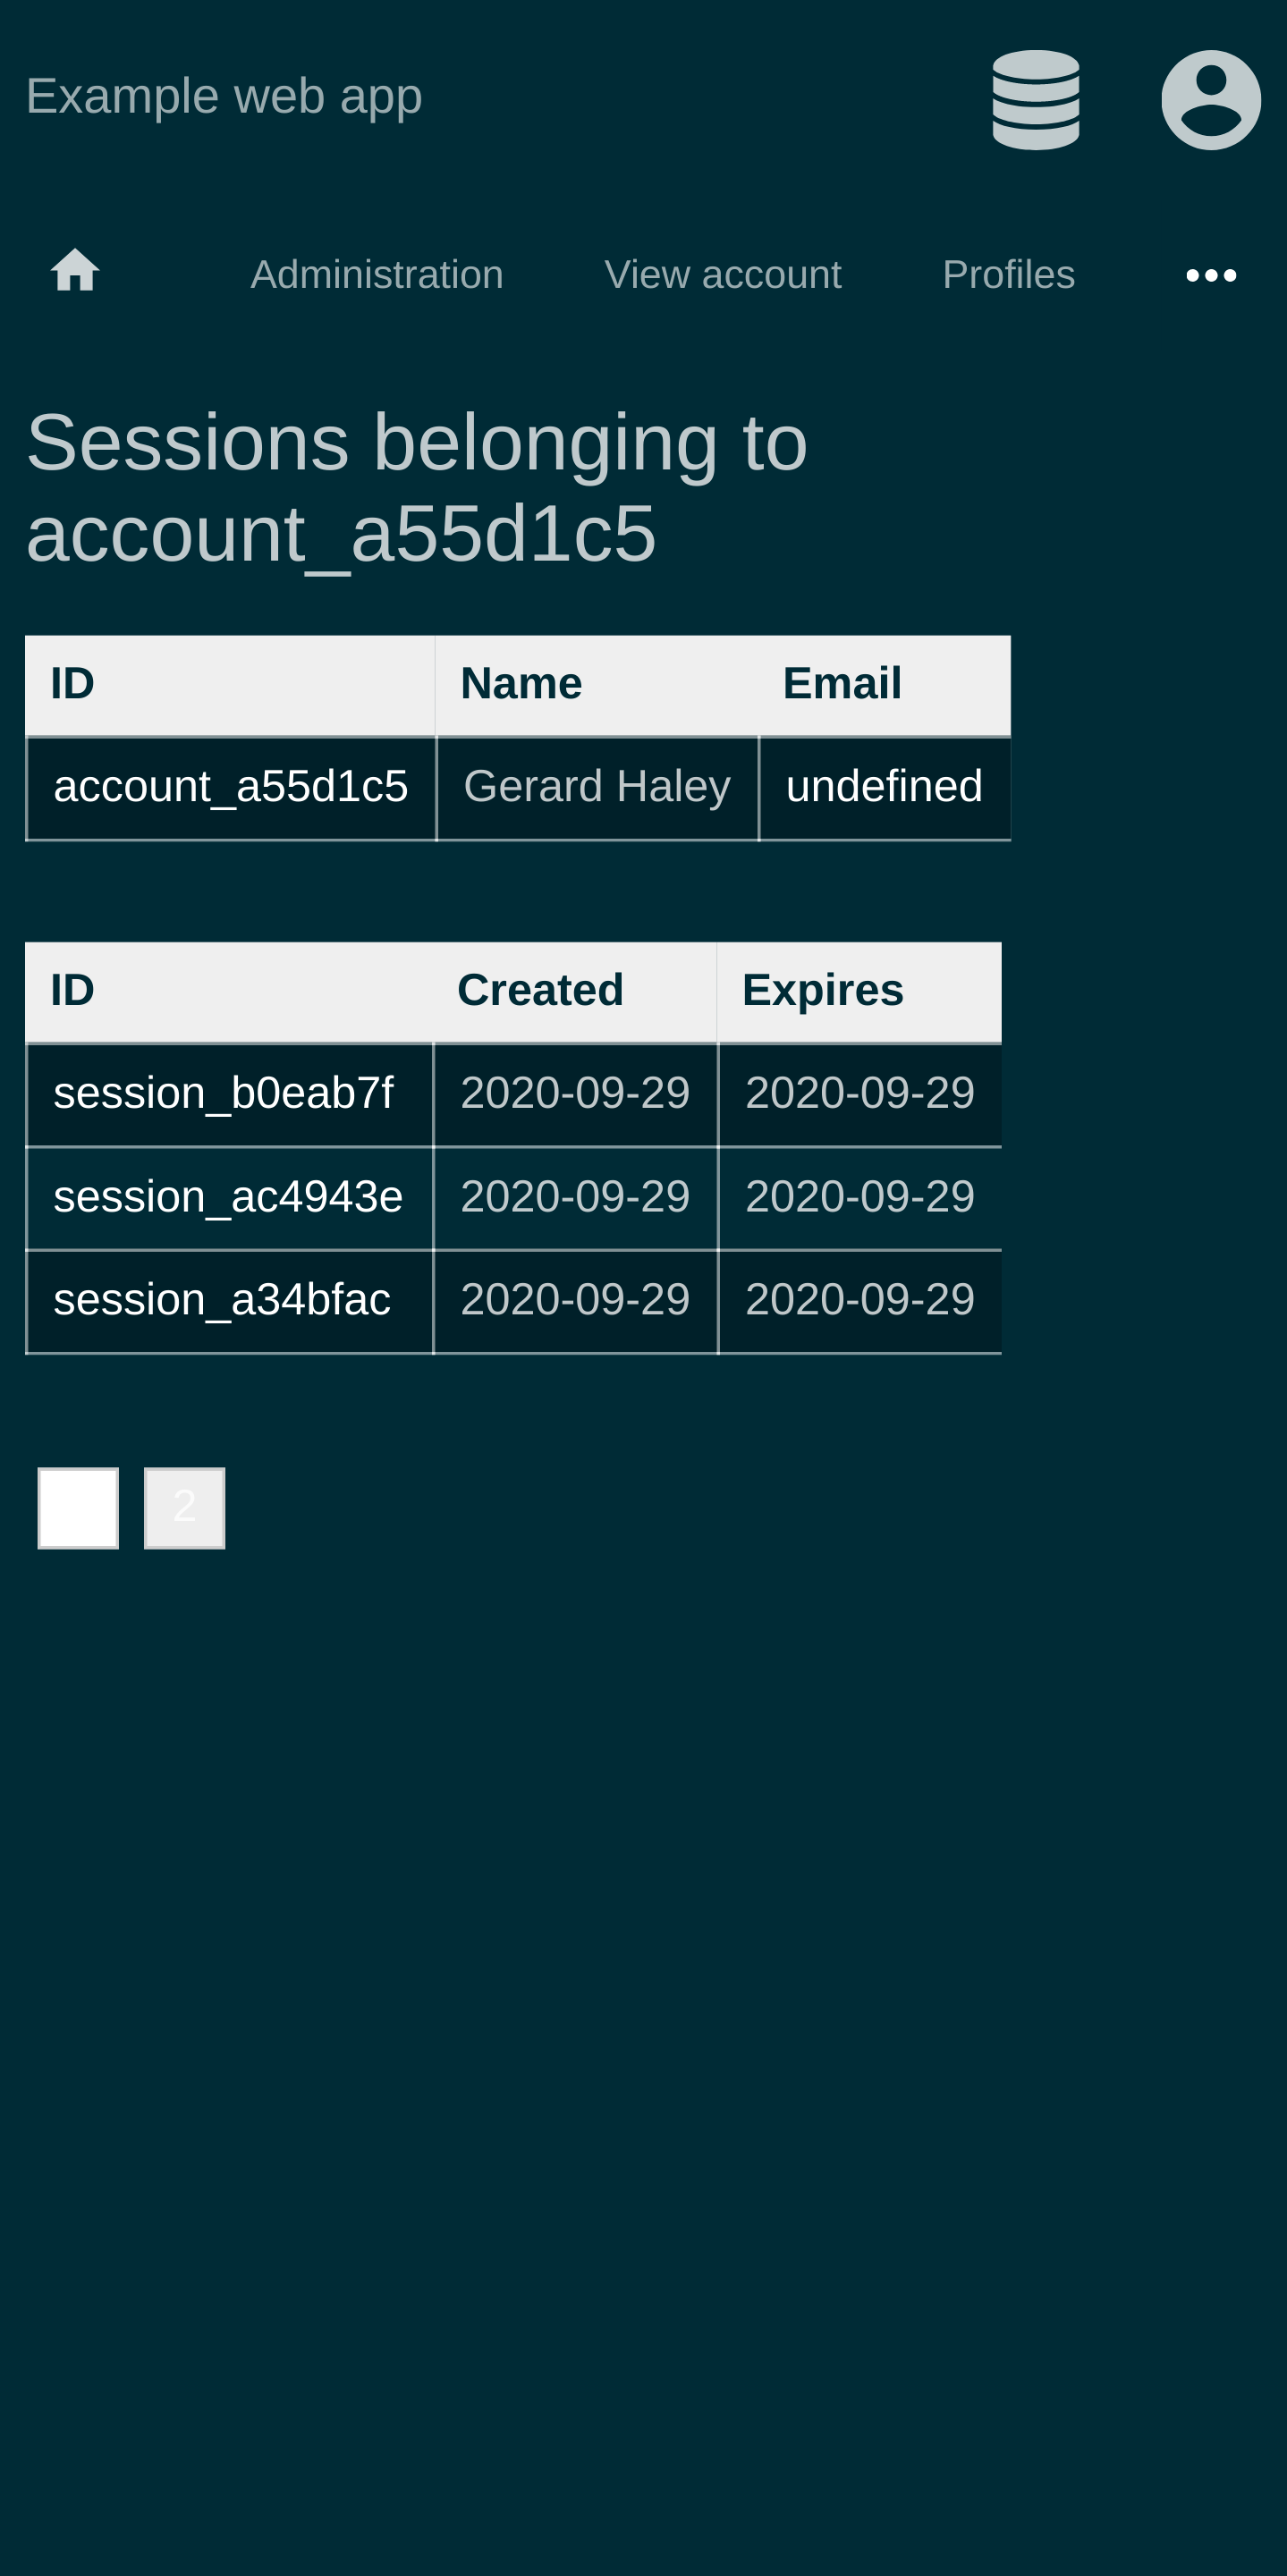 Example web app
Administration View account Profiles
Sessions belonging to
account_a55d1c5
ID Name Email
account_a55d1c5 Gerard Haley undefined
ID Created Expires
session_b0eab7f 2020-09-29 2020-09-29
session_ac4943e 2020-09-29 2020-09-29
session_a34bfac 2020-09-29 2020-09-29
2